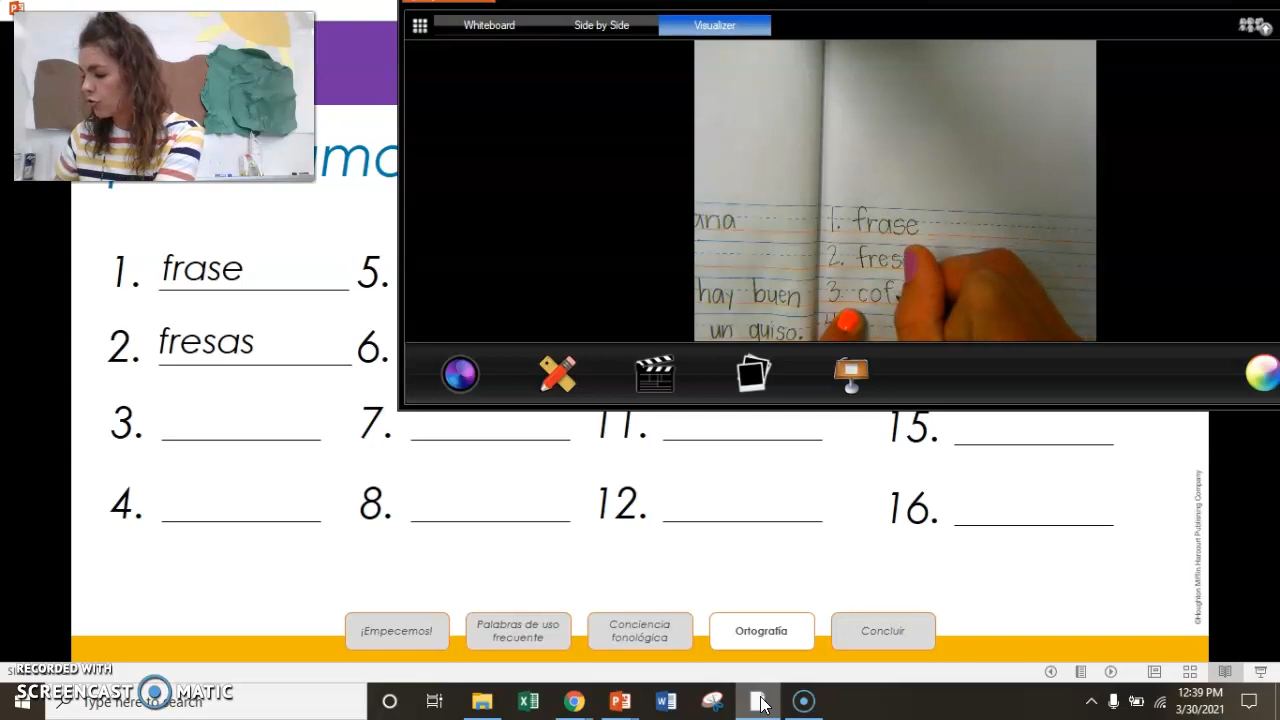 Whiteboard
Side by Side
Visualizer
ana
hay buen
un guiso.
1. frase
2. fres
3. cof
1. frase
2. fresas
3.
4.
5.
6.
7.
8.
11.
12.
15.
16.
©Houghton Mifflin Harcourt Publishing Company
¡Empecemos!
Palabras de uso
frecuente
Conciencia
fonológica
Ortografía
Concluir
RECORDED WITH
SCREENCAST MATIC
Type here to search
12:39 PM
3/30/2021